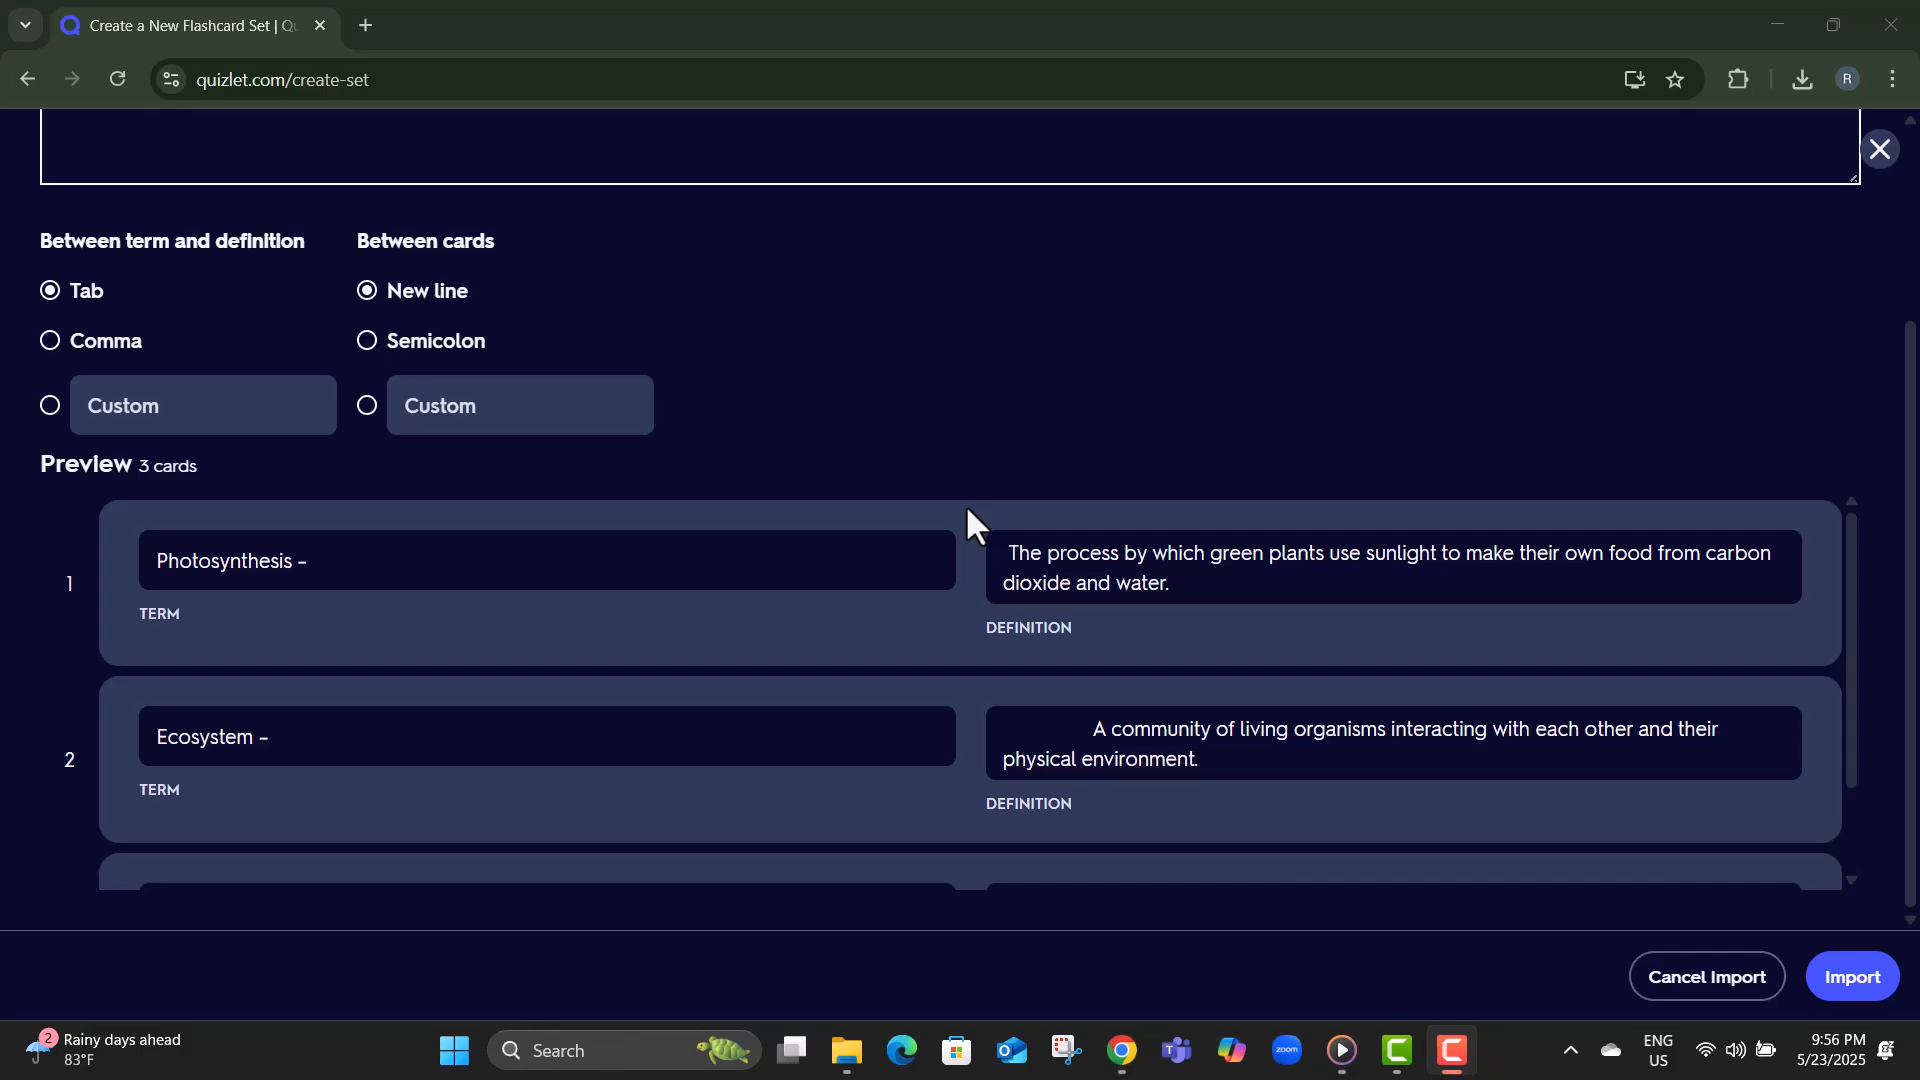 Create a New Flashcard Set | Qu
quizlet.com/create-set
R
Between term and definition
Between cards
Tab
New line
Comma
Semicolon
Custom
Custom
Preview 3 cards
1
Photosynthesis –
TERM
The process by which green plants use sunlight to make their own food from carbon
dioxide and water.
DEFINITION
2
Ecosystem –
TERM
A community of living organisms interacting with each other and their
physical environment.
DEFINITION
Cancel Import
Import
2
Rainy days ahead
83°F
Search
zoom
ENG
US
9:56 PM
5/23/2025